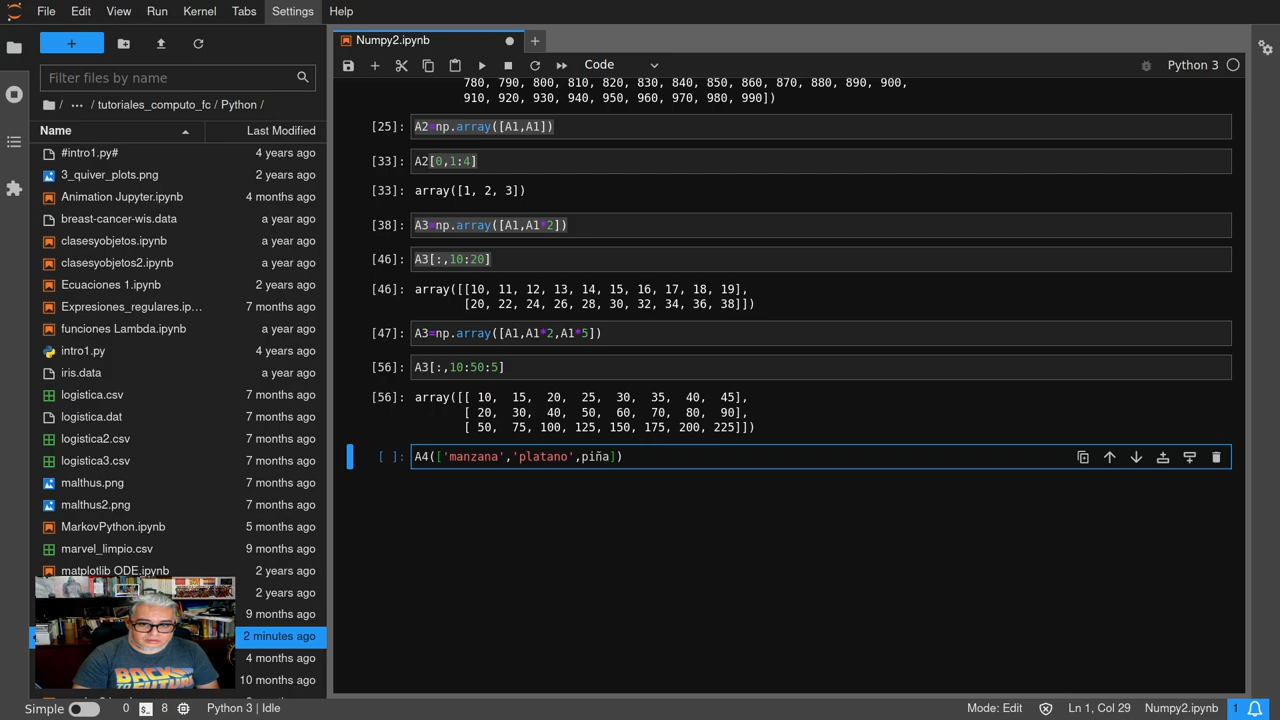 File Edit View Run Kernel Tabs Settings Help
Numpy2.ipynb
Code
Python 3
Filter files by name
/ ... / tutoriales_computo_fc / Python /
Name Last Modified
#intro1.py# 4 years ago
3_quiver_plots.png 2 years ago
Animation Jupyter.ipynb 4 months ago
breast-cancer-wis.data a year ago
clasesyobjetos.ipynb a year ago
clasesyobjetos2.ipynb a year ago
Ecuaciones 1.ipynb 2 years ago
Expresiones_regulares.ip... 7 months ago
funciones Lambda.ipynb a year ago
intro1.py 4 years ago
iris.data a year ago
logistica.csv 7 months ago
logistica.dat 7 months ago
logistica2.csv 7 months ago
logistica3.csv 7 months ago
malthus.png 7 months ago
malthus2.png 7 months ago
MarkovPython.ipynb 5 months ago
marvel_limpio.csv 9 months ago
matplotlib ODE.ipynb 2 years ago
2 years ago
9 months ago
2 minutes ago
4 months ago
10 months ago
BACK TO THE FUTURE
780, 790, 800, 810, 820, 830, 840, 850, 860, 870, 880, 890, 900,
910, 920, 930, 940, 950, 960, 970, 980, 990])
[25]: A2=np.array([A1,A1])
[33]: A2[0,1:4]
[33]: array([1, 2, 3])
[38]: A3=np.array([A1,A1*2])
[46]: A3[:,10:20]
[46]: array([[10, 11, 12, 13, 14, 15, 16, 17, 18, 19],
[20, 22, 24, 26, 28, 30, 32, 34, 36, 38]])
[47]: A3=np.array([A1,A1*2,A1*5])
[56]: A3[:,10:50:5]
[56]: array([[ 10, 15, 20, 25, 30, 35, 40, 45],
[ 20, 30, 40, 50, 60, 70, 80, 90],
[ 50, 75, 100, 125, 150, 175, 200, 225]])
[ ]: A4(['manzana','platano',piña])
Simple 0 8 Python 3 | Idle Mode: Edit Ln 1, Col 29 Numpy2.ipynb 1